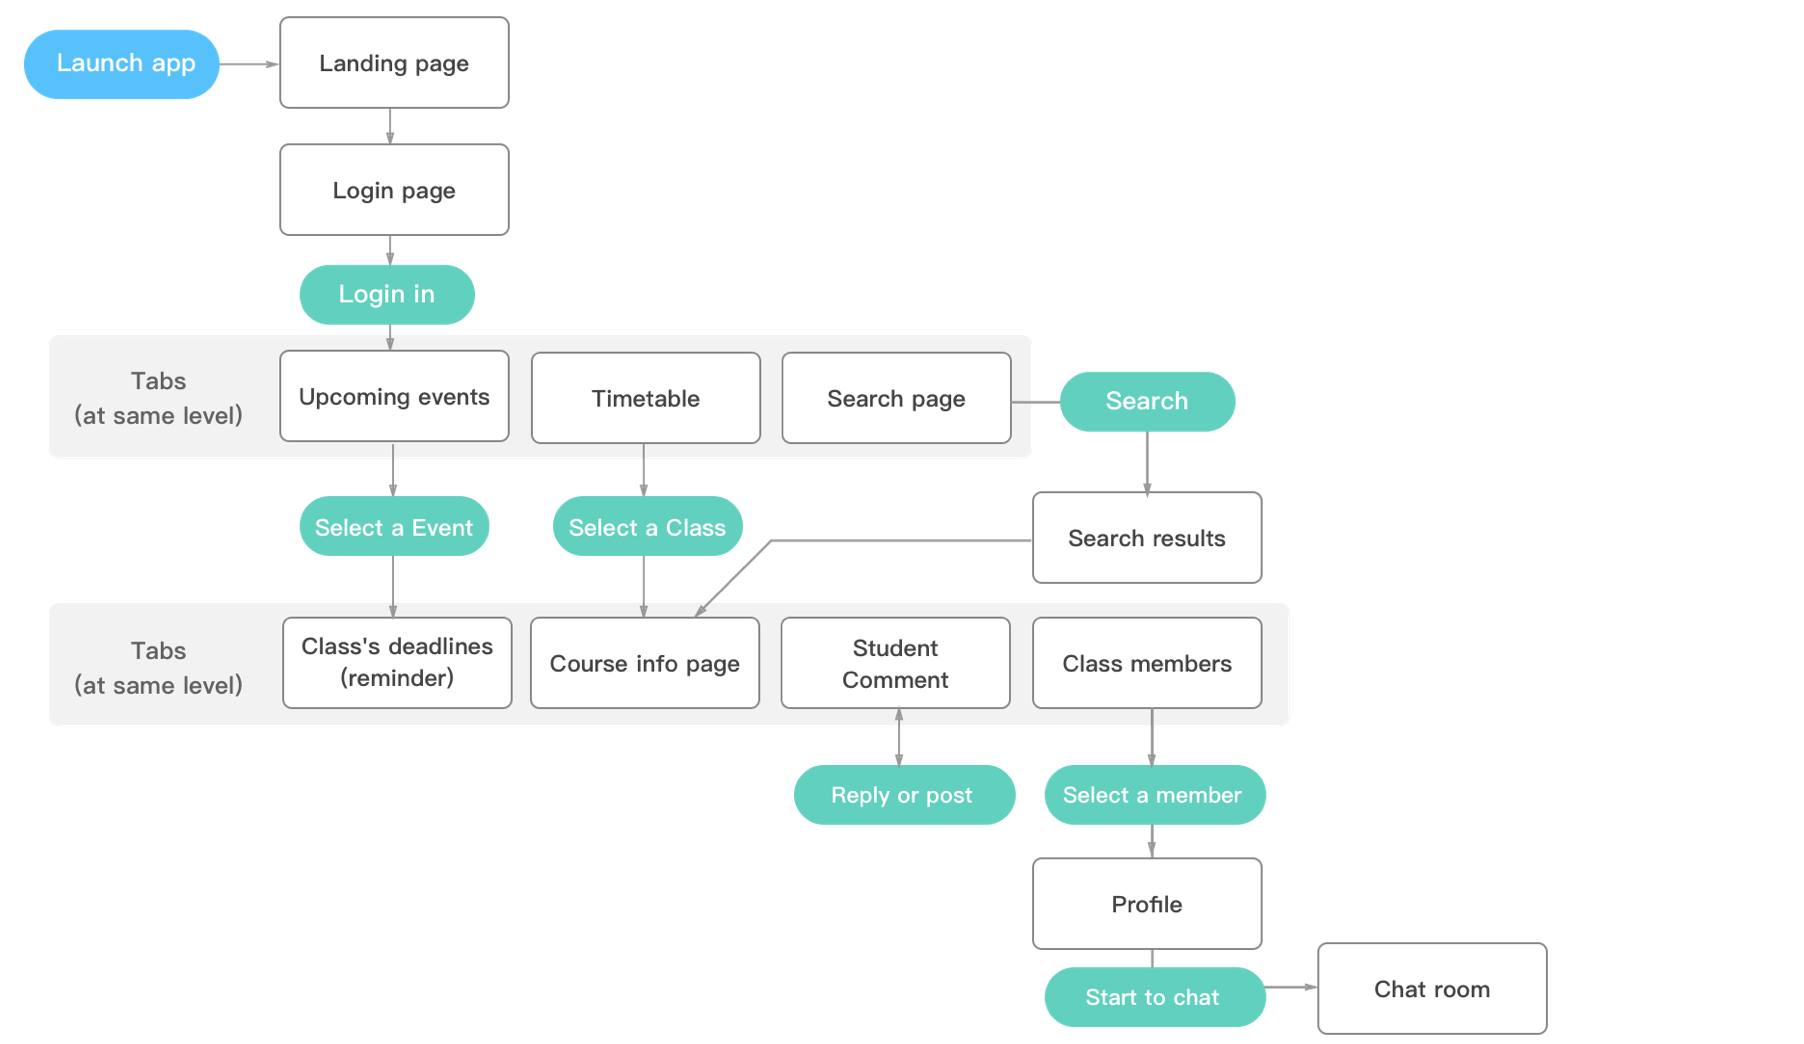 Launch app
Landing page
Login page
Login in
Tabs
(at same level)
Upcoming events
Timetable
Search page
Search
Select a Event
Select a Class
Search results
Tabs
(at same level)
Class's deadlines
(reminder)
Course info page
Student
Comment
Class members
Reply or post
Select a member
Profile
Start to chat
Chat room